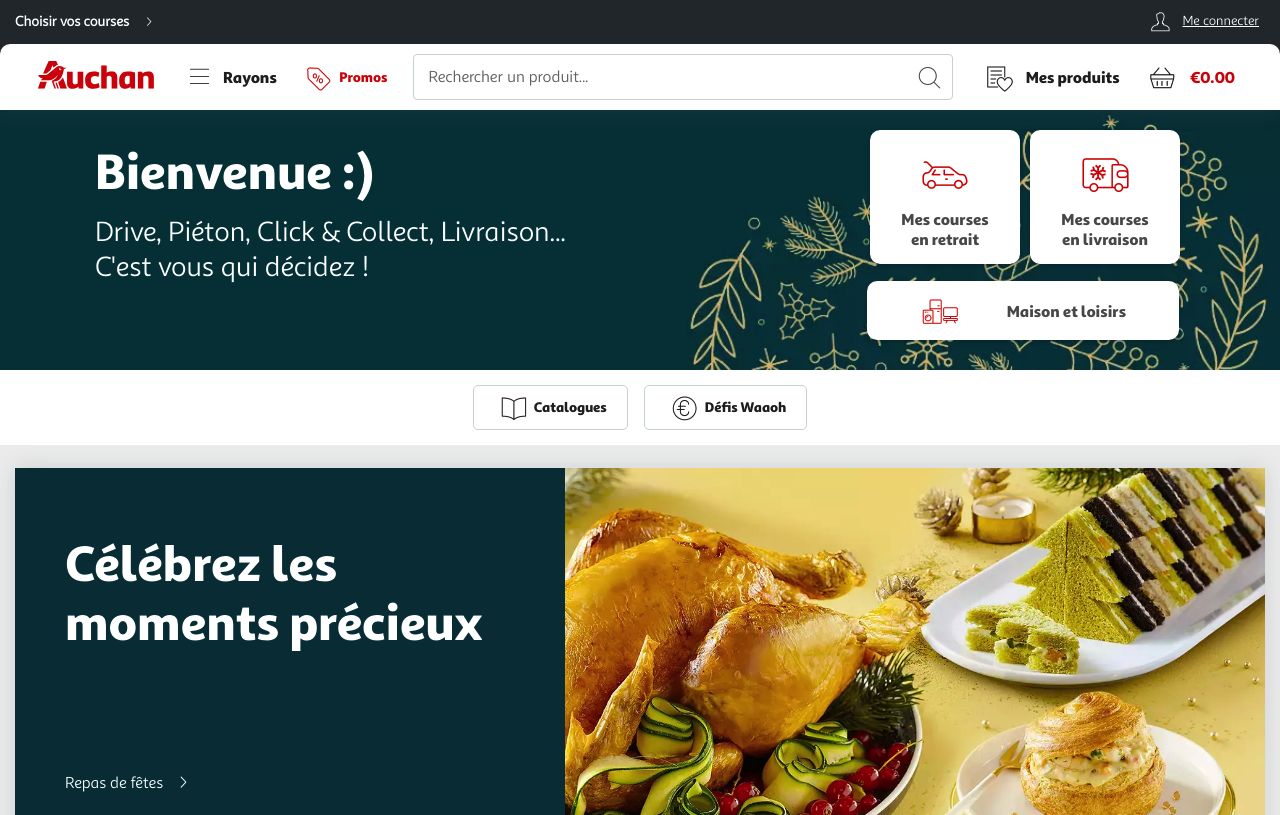 Choisir vos courses
Me connecter
Auchan
Rayons
Promos
Rechercher un produit...
Mes produits
€0.00
Bienvenue :)
Drive, Piéton, Click & Collect, Livraison...
C'est vous qui décidez !
Mes courses
en retrait
Mes courses
en livraison
Maison et loisirs
Catalogues
Défis Waaoh
Célébrez les
moments précieux
Repas de fêtes